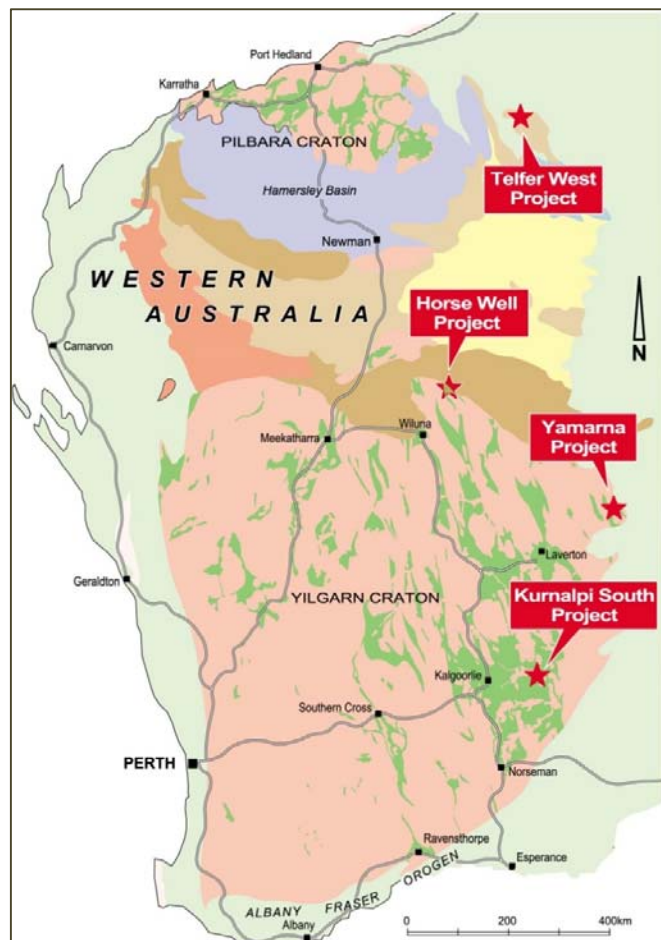 Port Hedland
Karratha
PILBARA CRATON
Telfer West
Project
Hamersley Basin
Newman
WESTERN
AUSTRALIA
Horse Well
Project
N
Carnarvon
Meekatharra
Wiluna
Yamarna
Project
Laverton
Geraldton
YILGARN CRATON
Kurnalpi South
Project
Kalgoorlie
Southern Cross
PERTH
Norseman
Ravensthorpe
Esperance
ALBANY FRASER OROGEN
Albany
0 200 400km